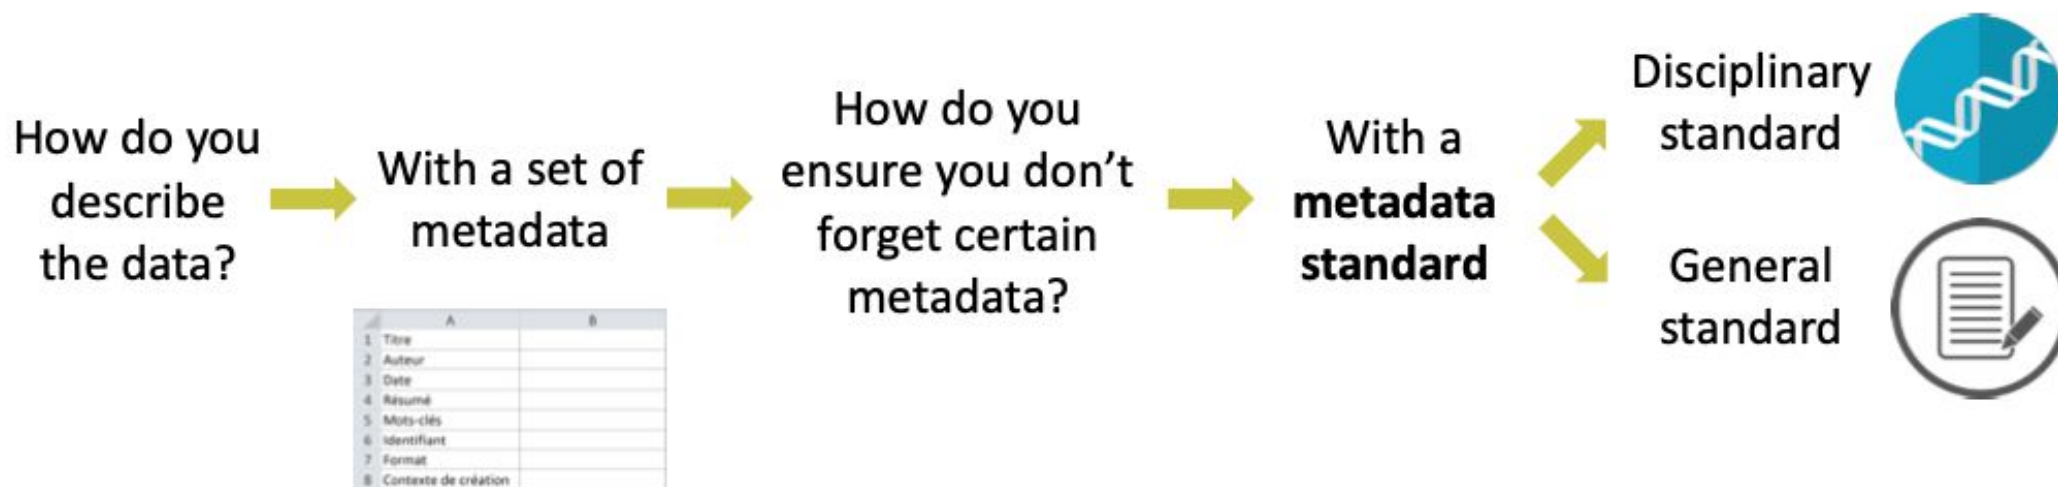 How do you
describe
the data?
With a set of
metadata
A B
1 Titre
2 Auteur
3 Date
4 Résumé
5 Mots-clés
6 Identifiant
7 Format
8 Contexte de création
How do you
ensure you don’t
forget certain
metadata?
With a
metadata
standard
Disciplinary
standard
General
standard